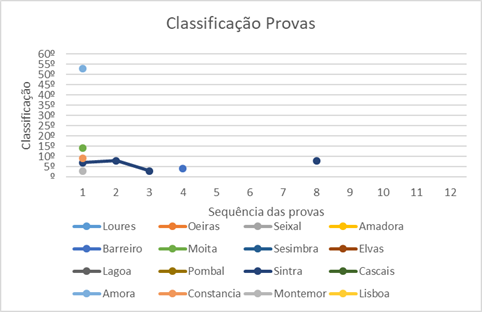 Classificação Provas
Classificação
60º
55º
50º
45º
40º
35º
30º
25º
20º
15º
10º
5º
º
1 2 3 4 5 6 7 8 9 10 11 12
Sequência das provas
Loures Oeiras Seixal Amadora
Barreiro Moita Sesimbra Elvas
Lagoa Pombal Sintra Cascais
Amora Constancia Montemor Lisboa